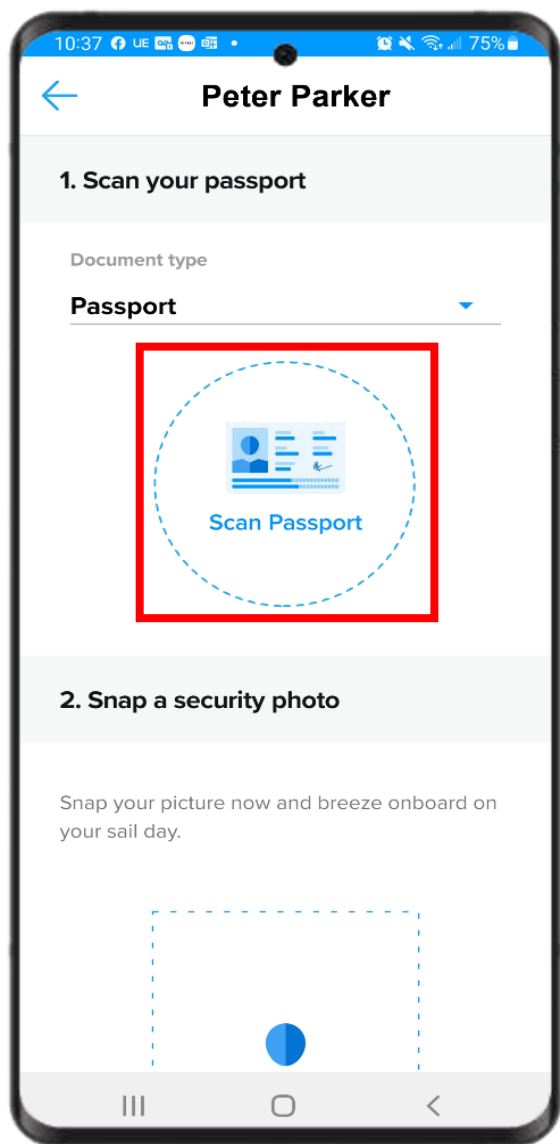 10:37 UE 75%
Peter Parker
1. Scan your passport
Document type
Passport
Scan Passport
2. Snap a security photo
Snap your picture now and breeze onboard on
your sail day.